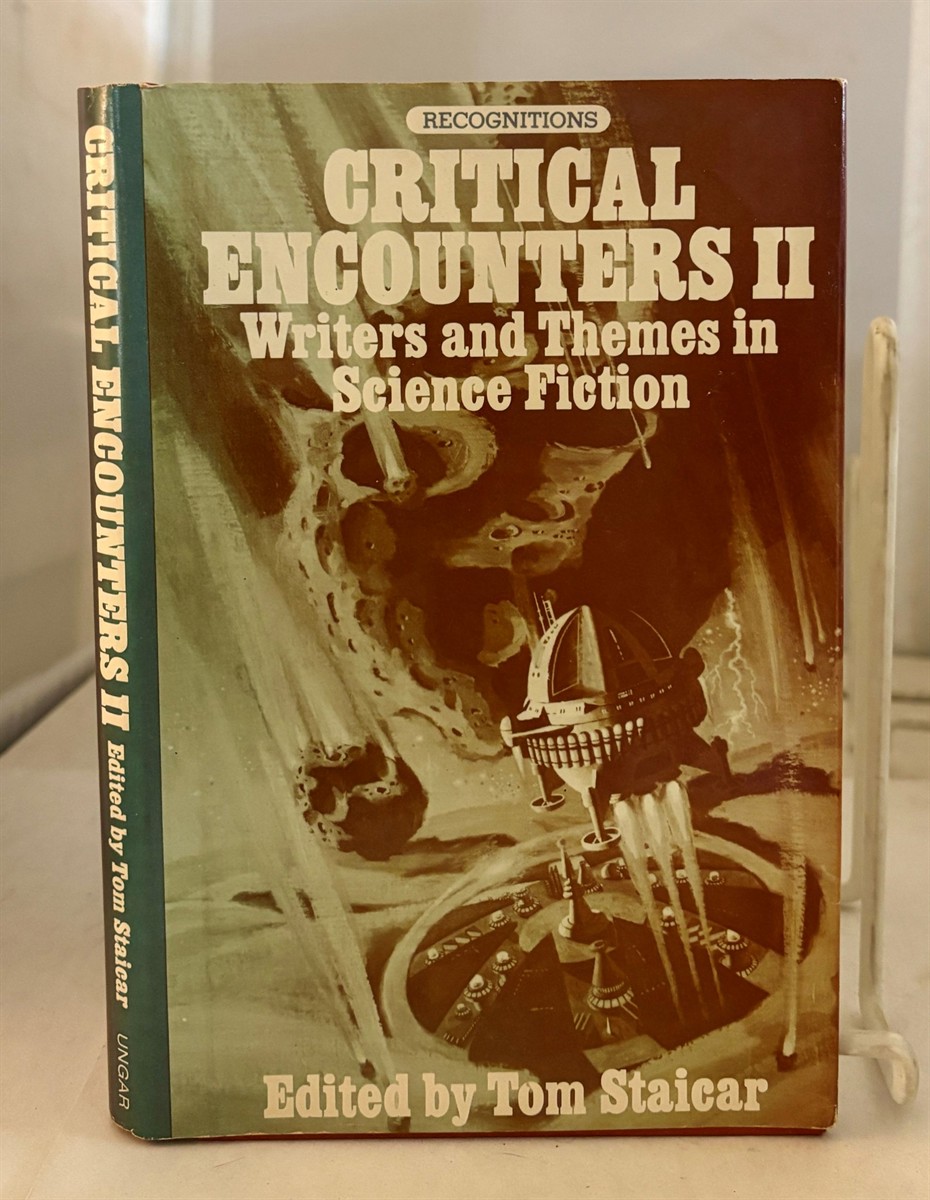 RECOGNITIONS
CRITICAL
ENCOUNTERS II
Writers and Themes in
Science Fiction
Edited by Tom Staicar
CRITICAL ENCOUNTERS II Edited by Tom Staicar UNGAR